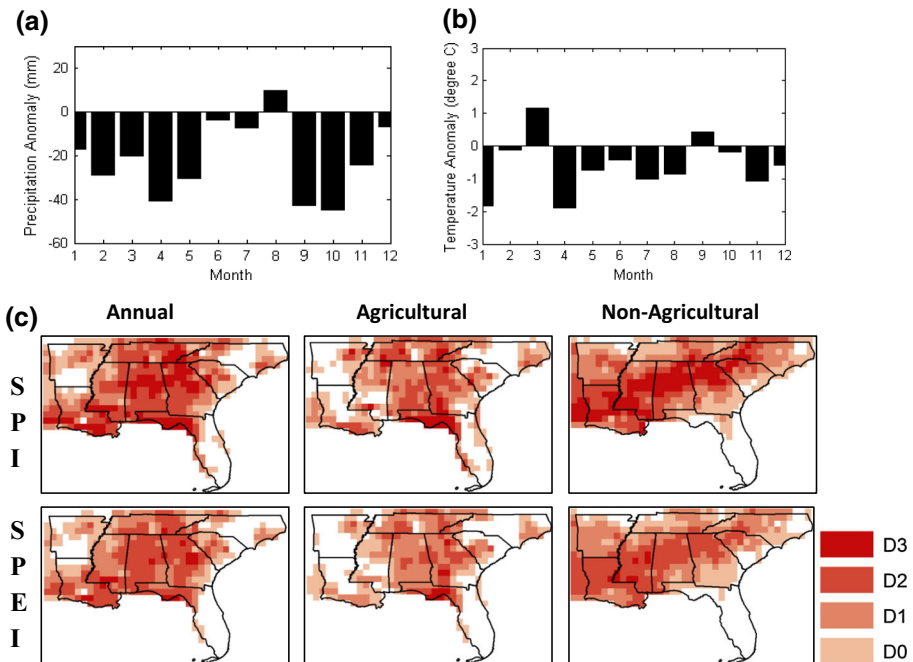 (a)
20
0
-20
-40
-60
1 2 3 4 5 6 7 8 9 10 11 12
Month
Precipitation Anomaly (mm)
(b)
3
2
1
0
-1
-2
-3
1 2 3 4 5 6 7 8 9 10 11 12
Month
Temperature Anomaly (degree C)
(c)
Annual Agricultural Non-Agricultural
S
P
I
S
P
E
I
D3
D2
D1
D0